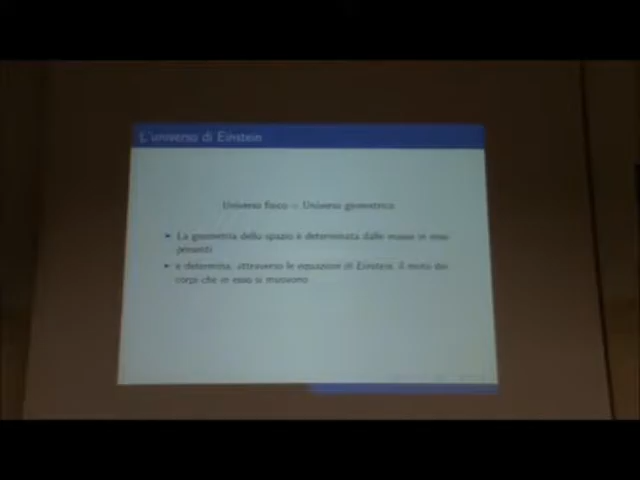 L'universo di Einstein
Universo fisico = Universo geometrico
La geometria dello spazio è determinata dalle masse in esso
presenti
e determina, attraverso le equazione di Einstein, il moto dei
corpi che in esso si muovono